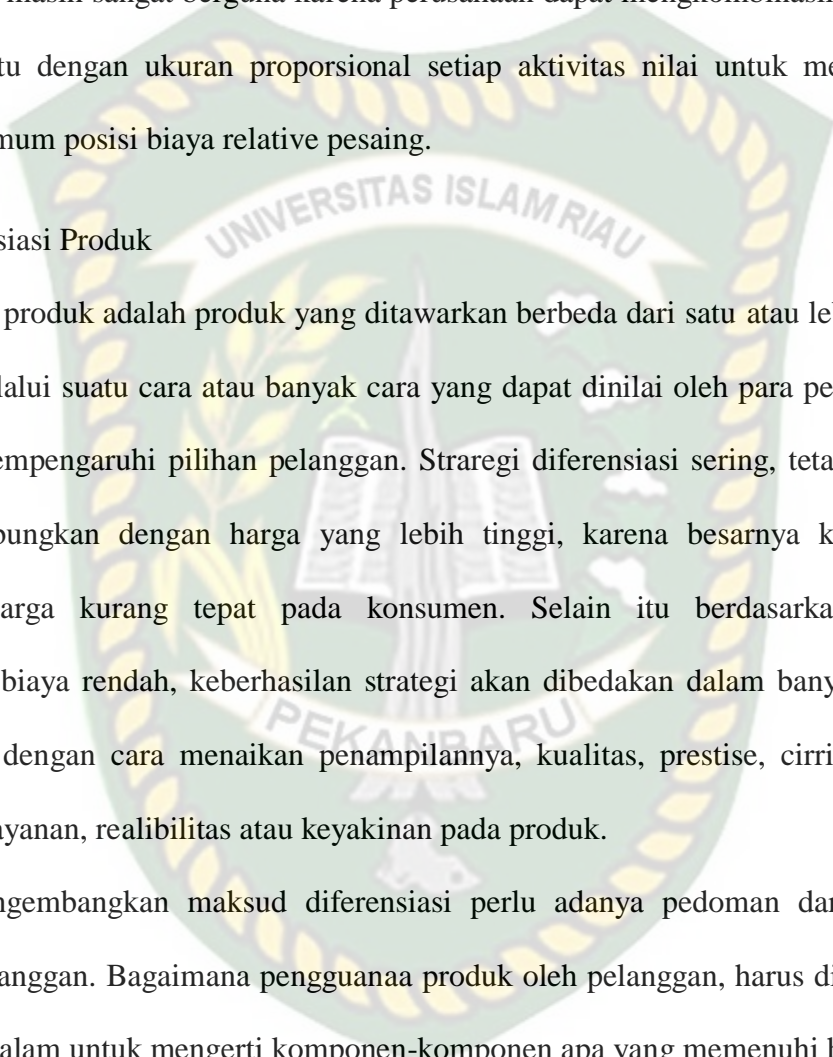 masih sangat berguna karena perusahaan dapat
tu dengan ukuran proporsional setiap aktivitas nilai untuk me
num posisi biaya relative pesaing.
UNIVERSITAS ISLAM RIAU
siasi Produk
produk adalah produk yang ditawarkan berbeda dari satu atau le
lalui suatu cara atau banyak cara yang dapat dinilai oleh para pe
empengaruhi pilihan pelanggan. Straregi diferensiasi sering, teta
bungkan dengan harga yang lebih tinggi, karena besarnya k
arga kurang tepat pada konsumen. Selain itu berdasarka
biaya rendah, keberhasilan strategi akan dibedakan dalam bany
PEKANBARU
dengan cara menaikan penampilannya, kualitas, prestise, cirri
ayanan, realibilitas atau keyakinan pada produk.
ngembangkan maksud diferensiasi perlu adanya pedoman dar
anggan. Bagaimana pengguanaa produk oleh pelanggan, harus di
alam untuk mengerti komponen-komponen apa yang memenuhi